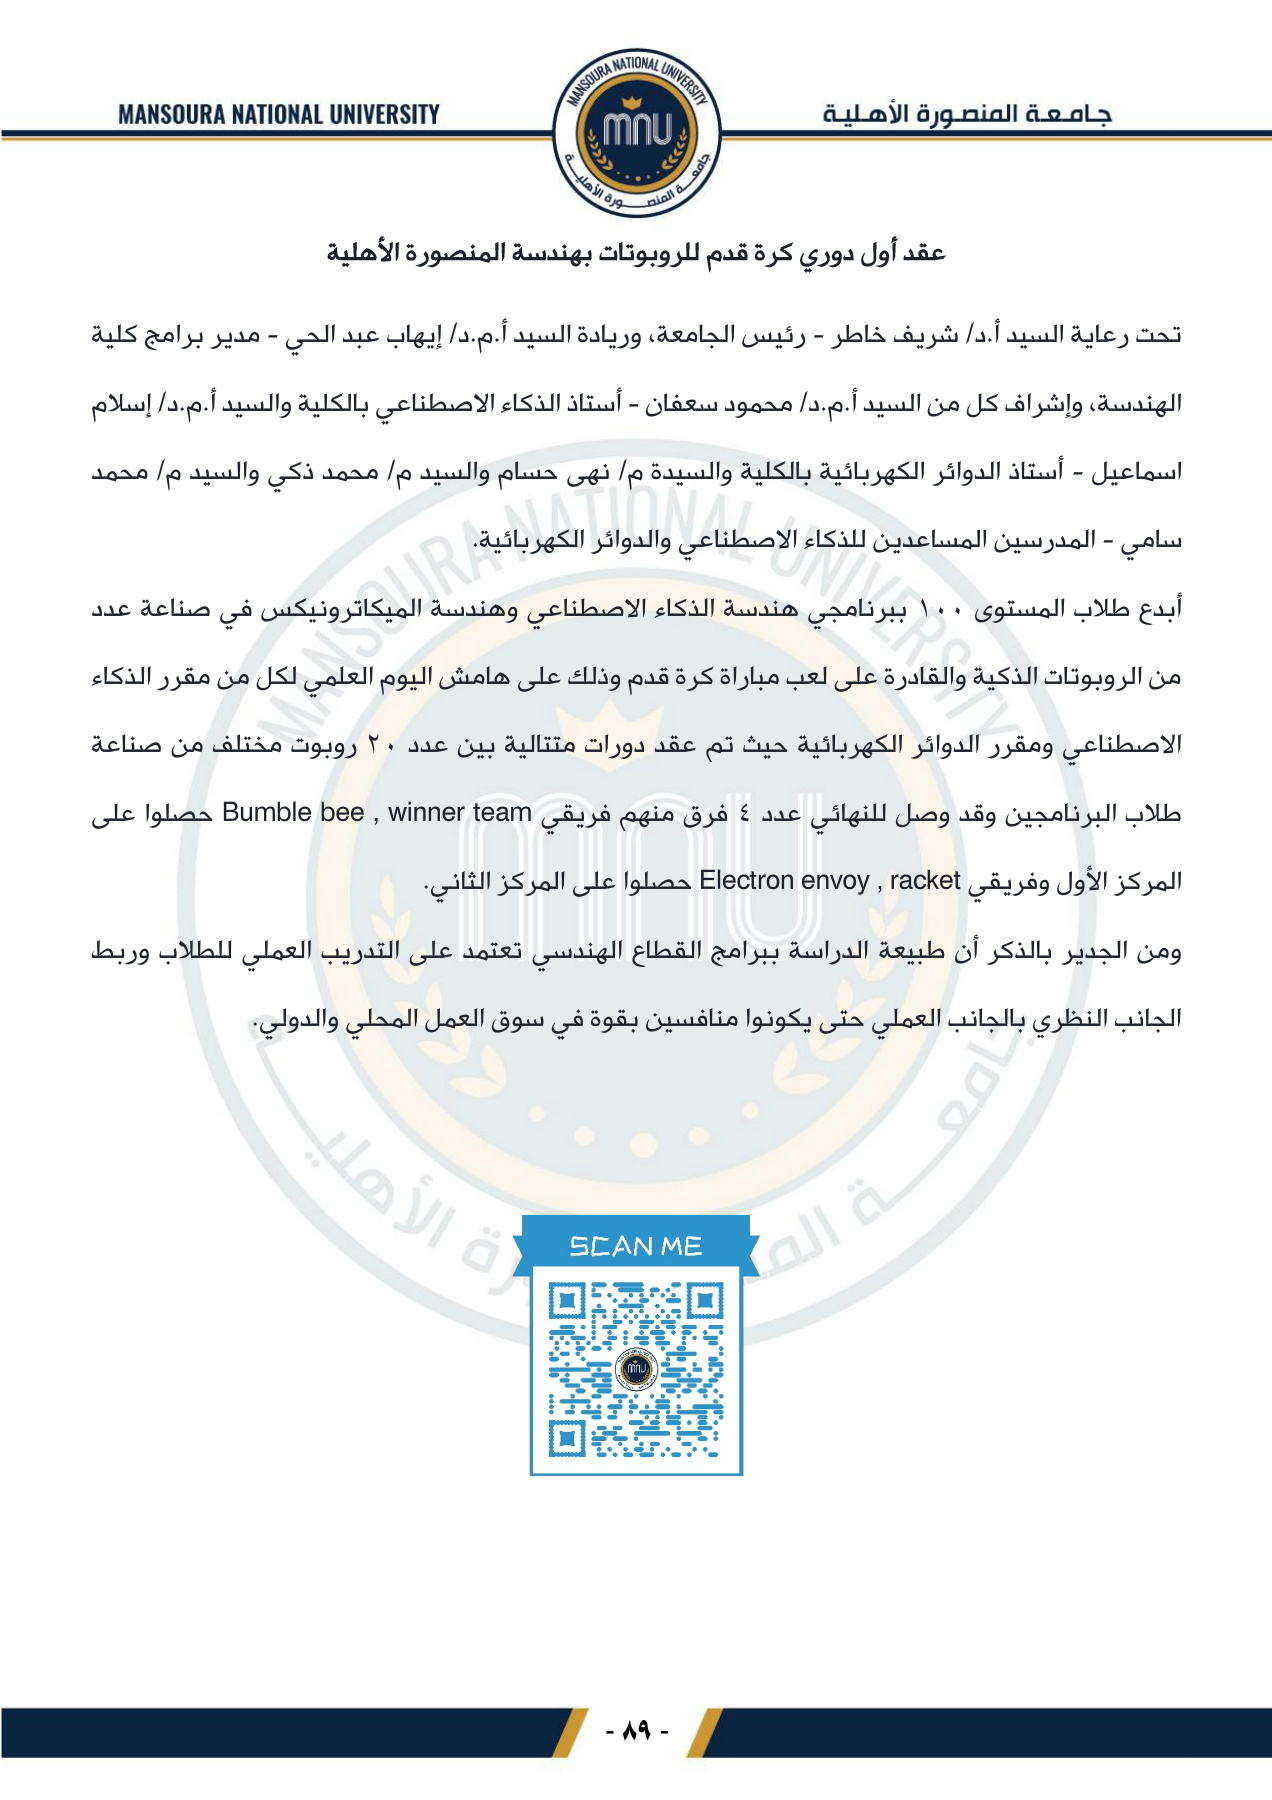 MANSOURA NATIONAL UNIVERSITY
جامعة المنصورة الأهلية
MANSOURA NATIONAL UNIVERSITY
mnu
جامعة المنصورة الأهلية
عقد أول دوري كرة قدم للروبوتات بهندسة المنصورة الأهلية
تحت رعاية السيد أ.د/ شريف خاطر - رئيس الجامعة، وريادة السيد أ.م.د/ إيهاب عبد الحي - مدير برامج كلية
الهندسة، وإشراف كل من السيد أ.م.د/ محمود سعفان - أستاذ الذكاء الاصطناعي بالكلية والسيد أ.م.د/ إسلام
اسماعيل - أستاذ الدوائر الكهربائية بالكلية والسيدة م/ نهى حسام والسيد م/ محمد ذكي والسيد م/ محمد
سامي - المدرسين المساعدين للذكاء الاصطناعي والدوائر الكهربائية.
أبدع طلاب المستوى ١٠٠ ببرنامجي هندسة الذكاء الاصطناعي وهندسة الميكاترونيكس في صناعة عدد
من الروبوتات الذكية والقادرة على لعب مباراة كرة قدم وذلك على هامش اليوم العلمي لكل من مقرر الذكاء
الاصطناعي ومقرر الدوائر الكهربائية حيث تم عقد دورات متتالية بين عدد ٢٠ روبوت مختلف من صناعة
طلاب البرنامجين وقد وصل للنهائي عدد ٤ فرق منهم فريقي Bumble bee , winner team حصلوا على
المركز الأول وفريقي Electron envoy , racket حصلوا على المركز الثاني.
ومن الجدير بالذكر أن طبيعة الدراسة ببرامج القطاع الهندسي تعتمد على التدريب العملي للطلاب وربط
الجانب النظري بالجانب العملي حتى يكونوا منافسين بقوة في سوق العمل المحلي والدولي.
SCAN ME
mnu
- ٨٩ -